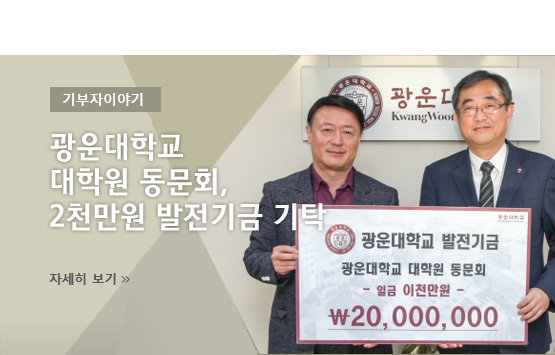 기부자이야기
광운대학교
대학원 동문회,
2천만원 발전기금 기탁
자세히 보기 »
광운대
KwangWoon
광운대학교
광운대학교 발전기금
광운대학교 대학원 동문회
- 일금 이천만원 -
₩20,000,000